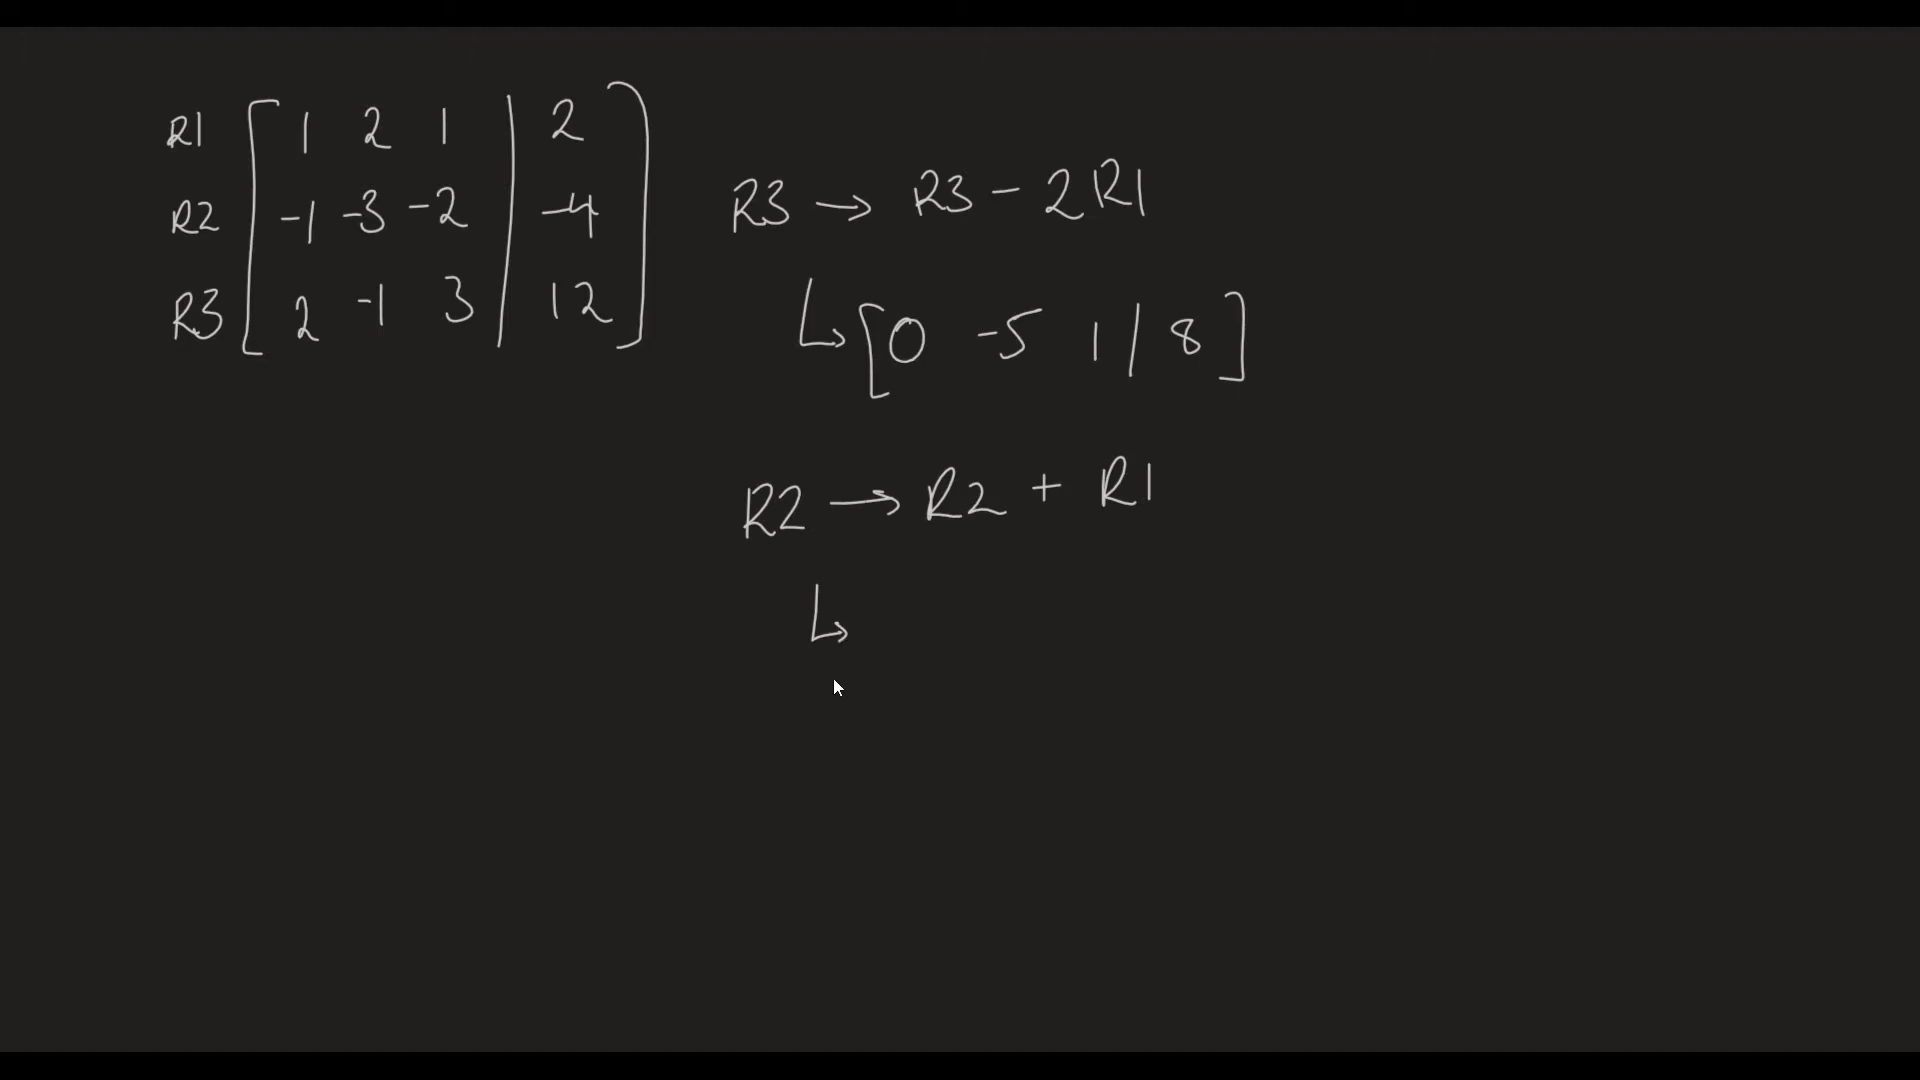 R1 [ 1 2 1 | 2 ]
R2 [ -1 -3 -2 | -4 ]
R3 [ 2 -1 3 | 12 ]
R3 → R3 - 2R1
↳ [ 0 -5 1 | 8 ]
R2 → R2 + R1
↳